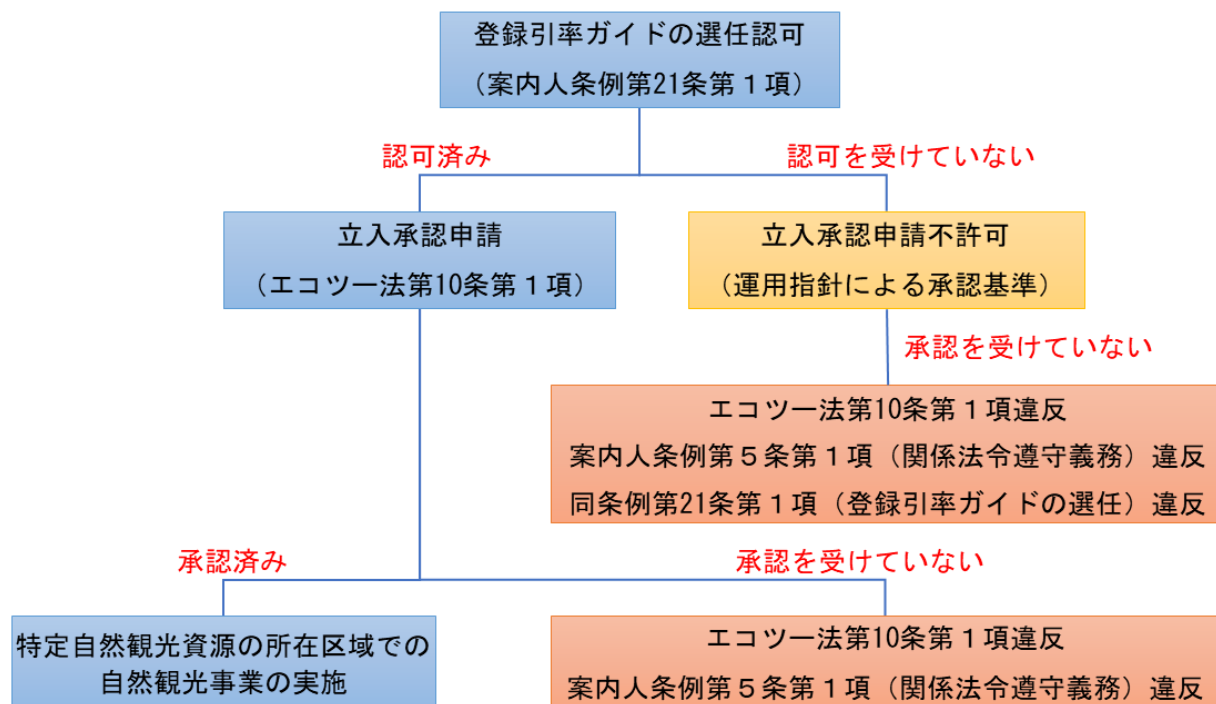 登録引率ガイドの選任認可
（案内人条例第21条第１項）
認可済み
認可を受けていない
立入承認申請
（エコツー法第10条第１項）
立入承認申請不許可
（運用指針による承認基準）
承認を受けていない
エコツー法第10条第１項違反
案内人条例第５条第１項（関係法令遵守義務）違反
同条例第21条第１項（登録引率ガイドの選任）違反
承認済み
承認を受けていない
特定自然観光資源の所在区域での
自然観光事業の実施
エコツー法第10条第１項違反
案内人条例第５条第１項（関係法令遵守義務）違反